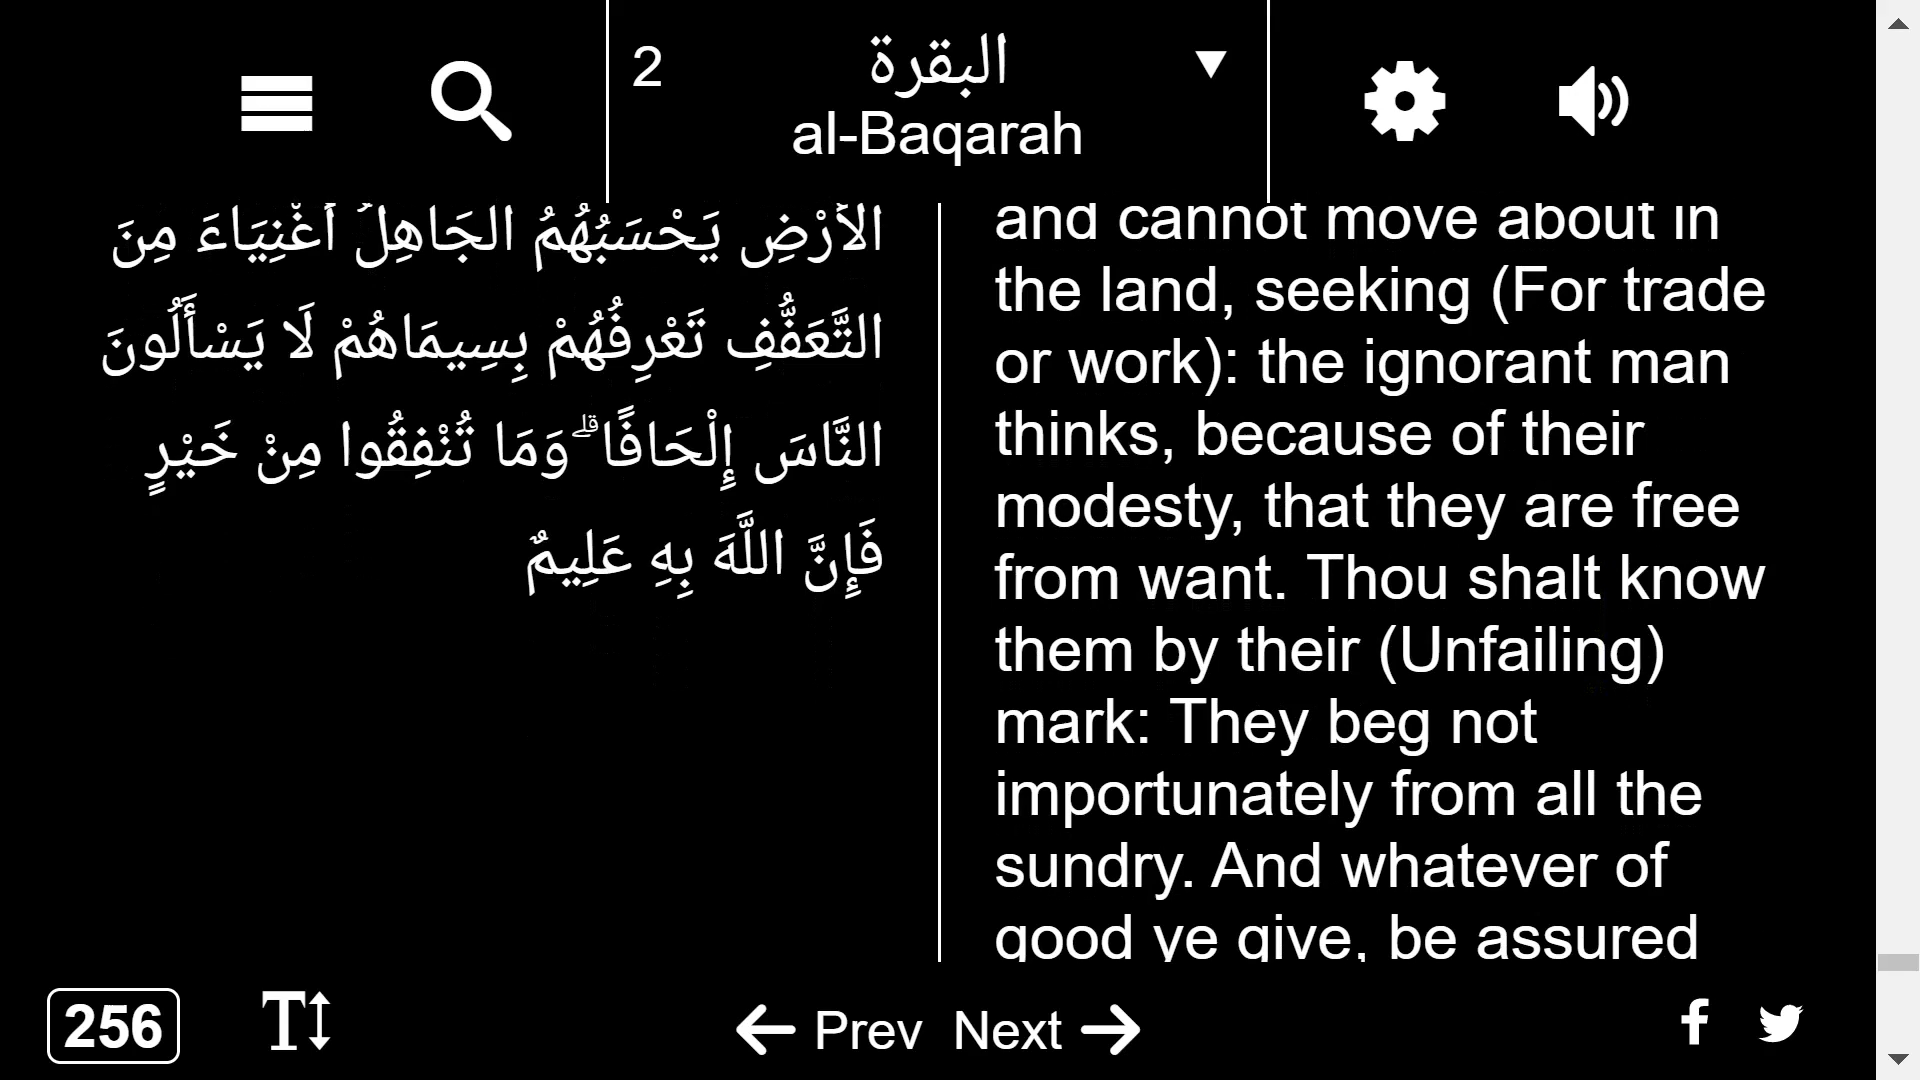 2
البقرة
al-Baqarah
الأَرْضِ يَحْسَبُهُمُ الجَاهِلُ أَغْنِيَاءَ مِنَ
التَّعَفُّفِ تَعْرِفُهُمْ بِسِيمَاهُمْ لَا يَسْأَلُونَ
النَّاسَ إِلْحَافًا ۗ وَمَا تُنْفِقُوا مِنْ خَيْرٍ
فَإِنَّ اللَّهَ بِهِ عَلِيمٌ
and cannot move about in
the land, seeking (For trade
or work): the ignorant man
thinks, because of their
modesty, that they are free
from want. Thou shalt know
them by their (Unfailing)
mark: They beg not
importunately from all the
sundry. And whatever of
good ye give, be assured
256
T
Prev Next